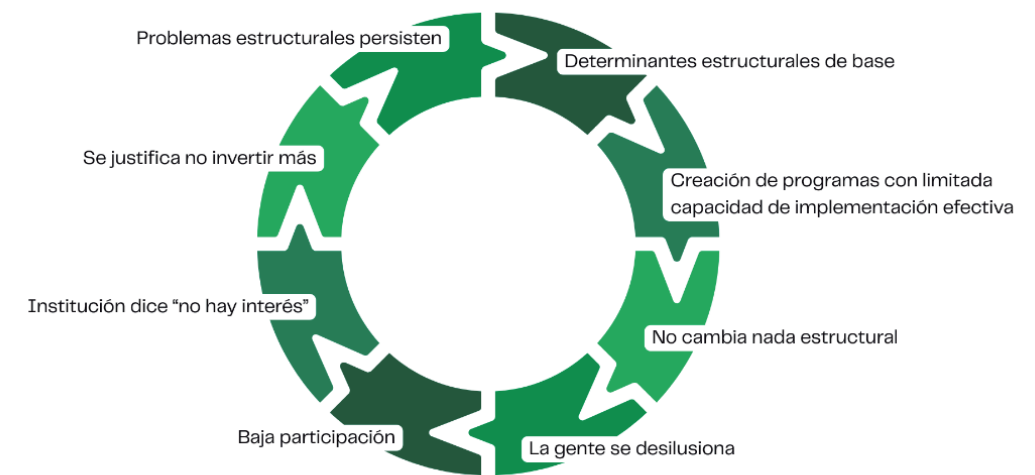 Problemas estructurales persisten
Determinantes estructurales de base
Se justifica no invertir más
Creación de programas con limitada
capacidad de implementación efectiva
Institución dice “no hay interés”
No cambia nada estructural
Baja participación
La gente se desilusiona